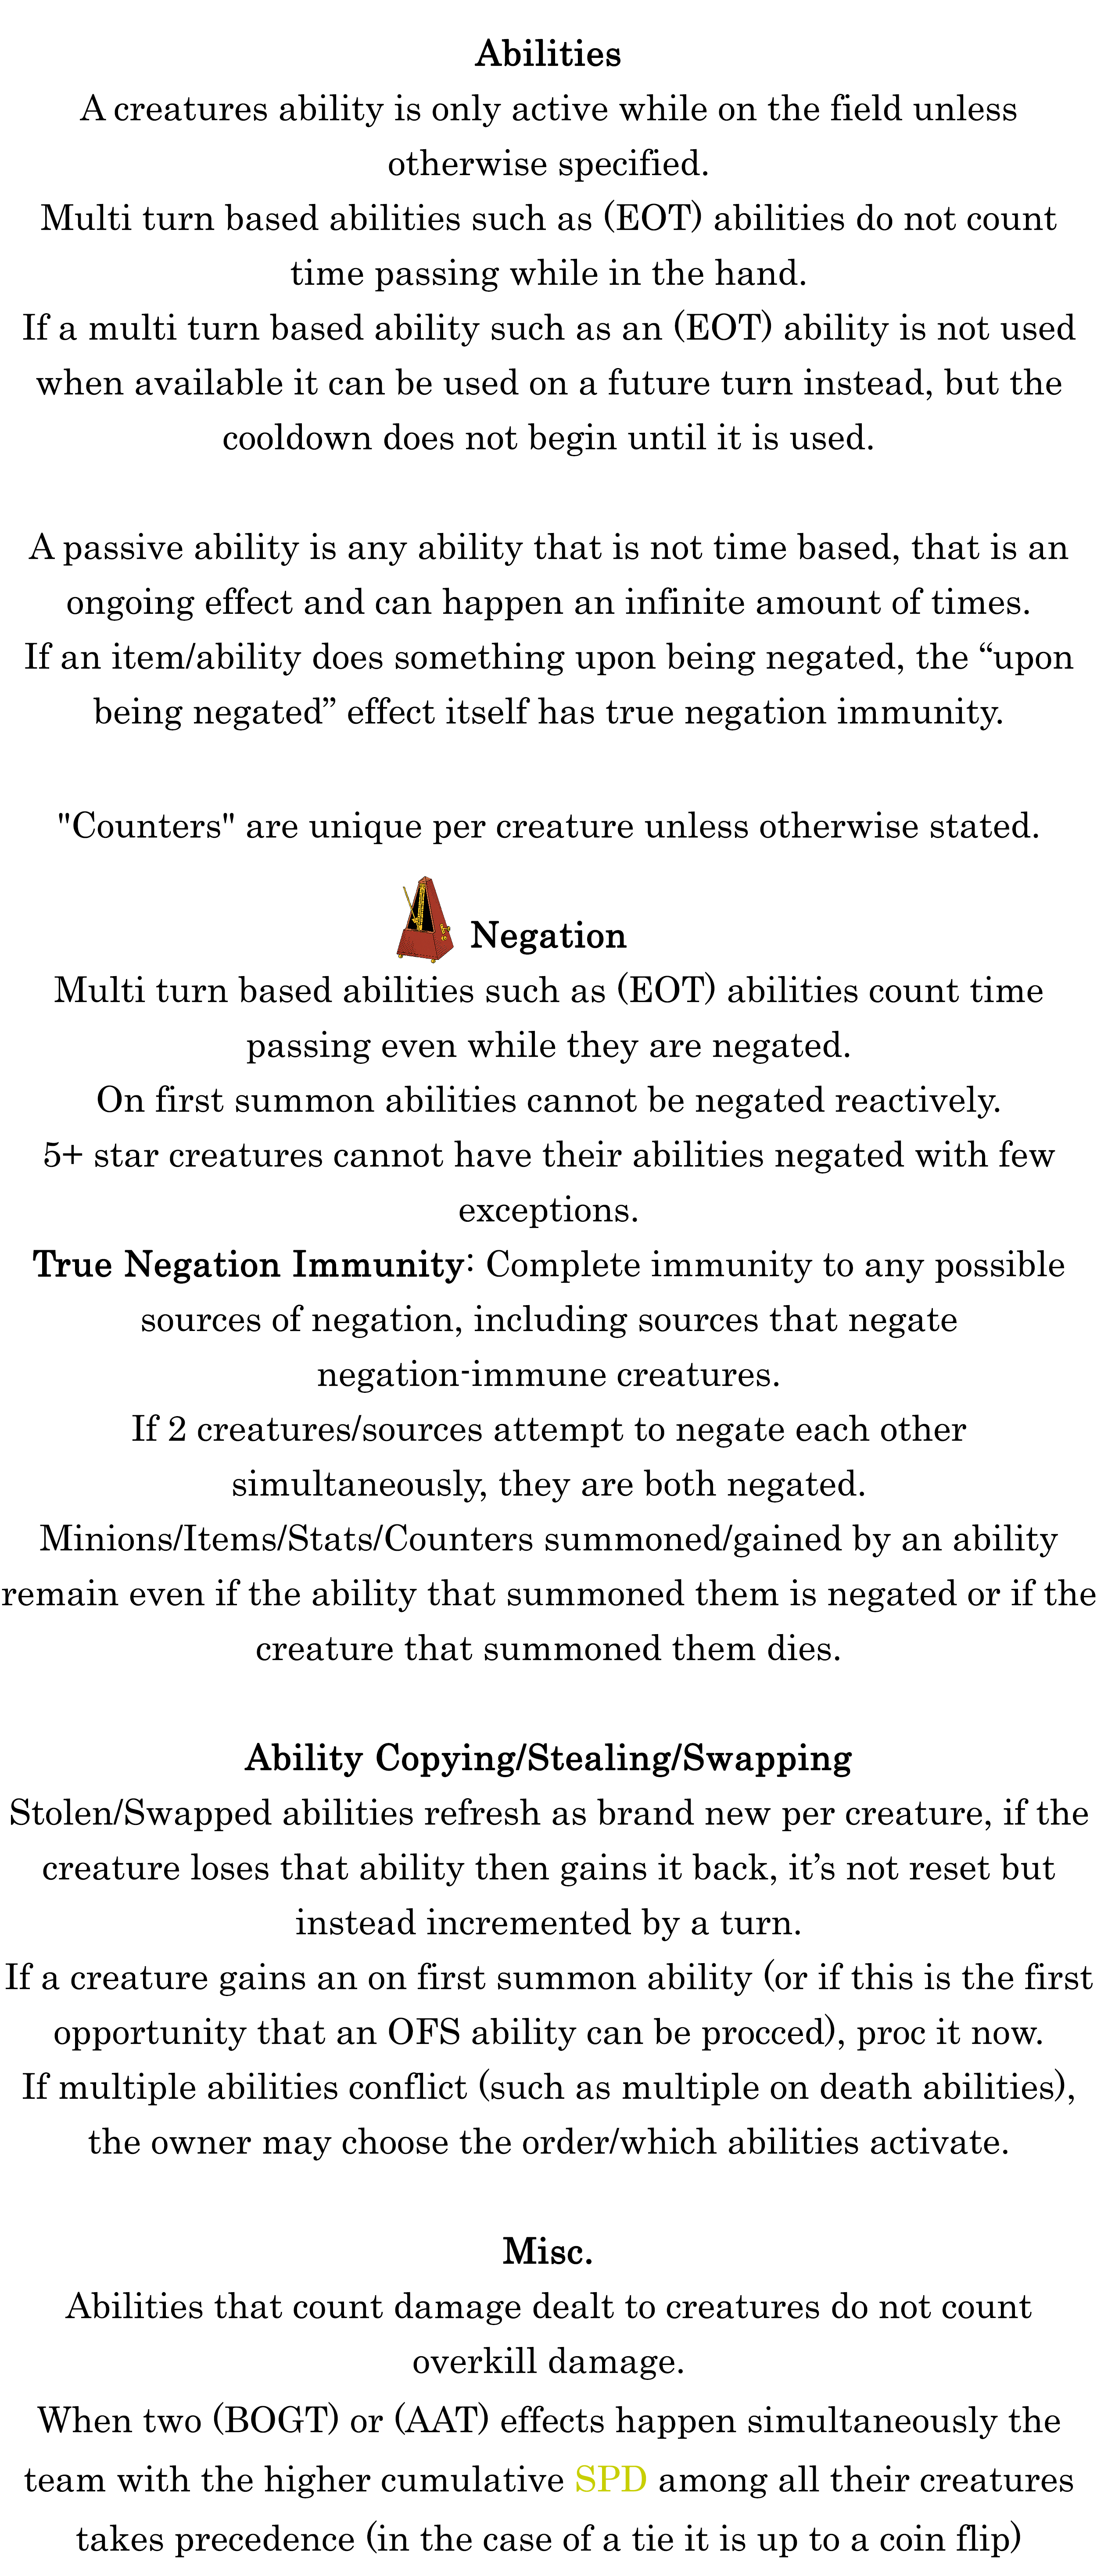 Abilities
A creatures ability is only active while on the field unless
otherwise specified.
Multi turn based abilities such as (EOT) abilities do not count
time passing while in the hand.
If a multi turn based ability such as an (EOT) ability is not used
when available it can be used on a future turn instead, but the
cooldown does not begin until it is used.
A passive ability is any ability that is not time based, that is an
ongoing effect and can happen an infinite amount of times.
If an item/ability does something upon being negated, the “upon
being negated” effect itself has true negation immunity.
"Counters" are unique per creature unless otherwise stated.
Negation
Multi turn based abilities such as (EOT) abilities count time
passing even while they are negated.
On first summon abilities cannot be negated reactively.
5+ star creatures cannot have their abilities negated with few
exceptions.
True Negation Immunity: Complete immunity to any possible
sources of negation, including sources that negate
negation-immune creatures.
If 2 creatures/sources attempt to negate each other
simultaneously, they are both negated.
Minions/Items/Stats/Counters summoned/gained by an ability
remain even if the ability that summoned them is negated or if the
creature that summoned them dies.
Ability Copying/Stealing/Swapping
Stolen/Swapped abilities refresh as brand new per creature, if the
creature loses that ability then gains it back, it’s not reset but
instead incremented by a turn.
If a creature gains an on first summon ability (or if this is the first
opportunity that an OFS ability can be procced), proc it now.
If multiple abilities conflict (such as multiple on death abilities),
the owner may choose the order/which abilities activate.
Misc.
Abilities that count damage dealt to creatures do not count
overkill damage.
When two (BOGT) or (AAT) effects happen simultaneously the
team with the higher cumulative SPD among all their creatures
takes precedence (in the case of a tie it is up to a coin flip)